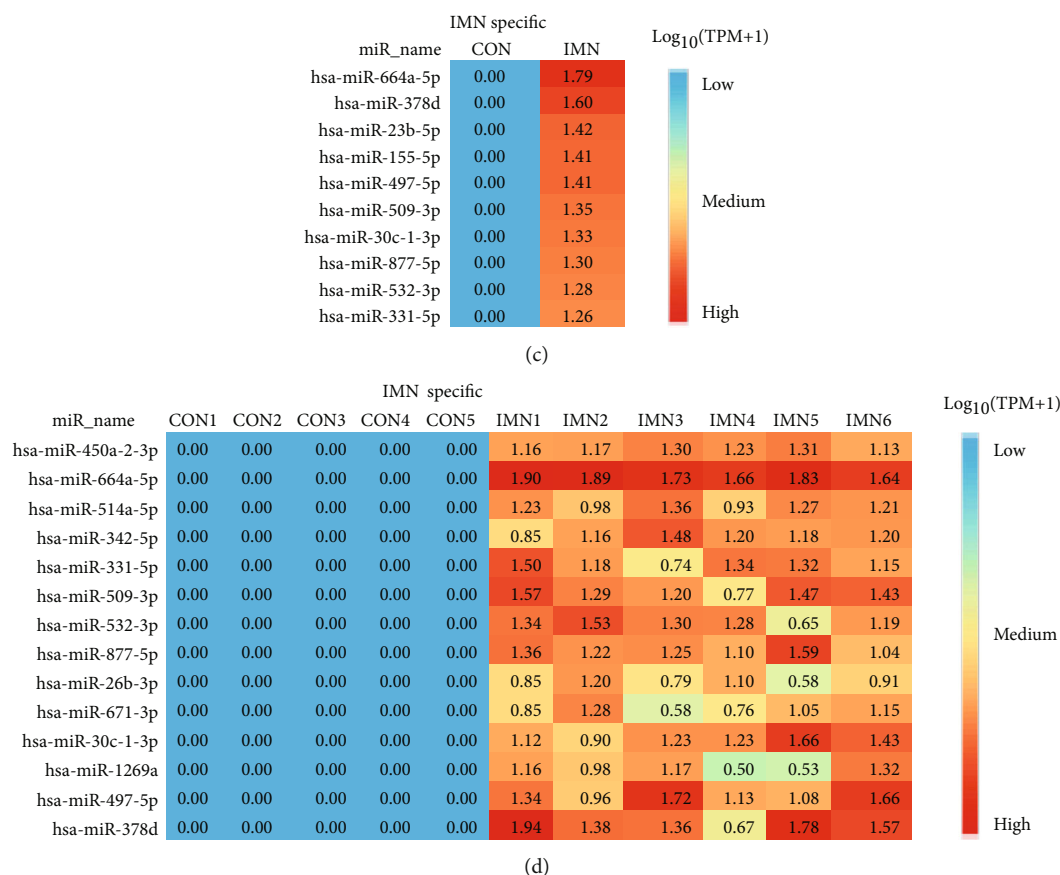 IMN specific
miR_name CON IMN
hsa-miR-664a-5p 0.00 1.79
hsa-miR-378d 0.00 1.60
hsa-miR-23b-5p 0.00 1.42
hsa-miR-155-5p 0.00 1.41
hsa-miR-497-5p 0.00 1.41
hsa-miR-509-3p 0.00 1.35
hsa-miR-30c-1-3p 0.00 1.33
hsa-miR-877-5p 0.00 1.30
hsa-miR-532-3p 0.00 1.28
hsa-miR-331-5p 0.00 1.26
Log10(TPM+1)
Low
Medium
High
(c)
IMN specific
miR_name CON1 CON2 CON3 CON4 CON5 IMN1 IMN2 IMN3 IMN4 IMN5 IMN6
hsa-miR-450a-2-3p 0.00 0.00 0.00 0.00 0.00 1.16 1.17 1.30 1.23 1.31 1.13
hsa-miR-664a-5p 0.00 0.00 0.00 0.00 0.00 1.90 1.89 1.73 1.66 1.83 1.64
hsa-miR-514a-5p 0.00 0.00 0.00 0.00 0.00 1.23 0.98 1.36 0.93 1.27 1.21
hsa-miR-342-5p 0.00 0.00 0.00 0.00 0.00 0.85 1.16 1.48 1.20 1.18 1.20
hsa-miR-331-5p 0.00 0.00 0.00 0.00 0.00 1.50 1.18 0.74 1.34 1.32 1.15
hsa-miR-509-3p 0.00 0.00 0.00 0.00 0.00 1.57 1.29 1.20 0.77 1.47 1.43
hsa-miR-532-3p 0.00 0.00 0.00 0.00 0.00 1.34 1.53 1.30 1.28 0.65 1.19
hsa-miR-877-5p 0.00 0.00 0.00 0.00 0.00 1.36 1.22 1.25 1.10 1.59 1.04
hsa-miR-26b-3p 0.00 0.00 0.00 0.00 0.00 0.85 1.20 0.79 1.10 0.58 0.91
hsa-miR-671-3p 0.00 0.00 0.00 0.00 0.00 0.85 1.28 0.58 0.76 1.05 1.15
hsa-miR-30c-1-3p 0.00 0.00 0.00 0.00 0.00 1.12 0.90 1.23 1.23 1.66 1.43
hsa-miR-1269a 0.00 0.00 0.00 0.00 0.00 1.16 0.98 1.17 0.50 0.53 1.32
hsa-miR-497-5p 0.00 0.00 0.00 0.00 0.00 1.34 0.96 1.72 1.13 1.08 1.66
hsa-miR-378d 0.00 0.00 0.00 0.00 0.00 1.94 1.38 1.36 0.67 1.78 1.57
Log10(TPM+1)
Low
Medium
High
(d)